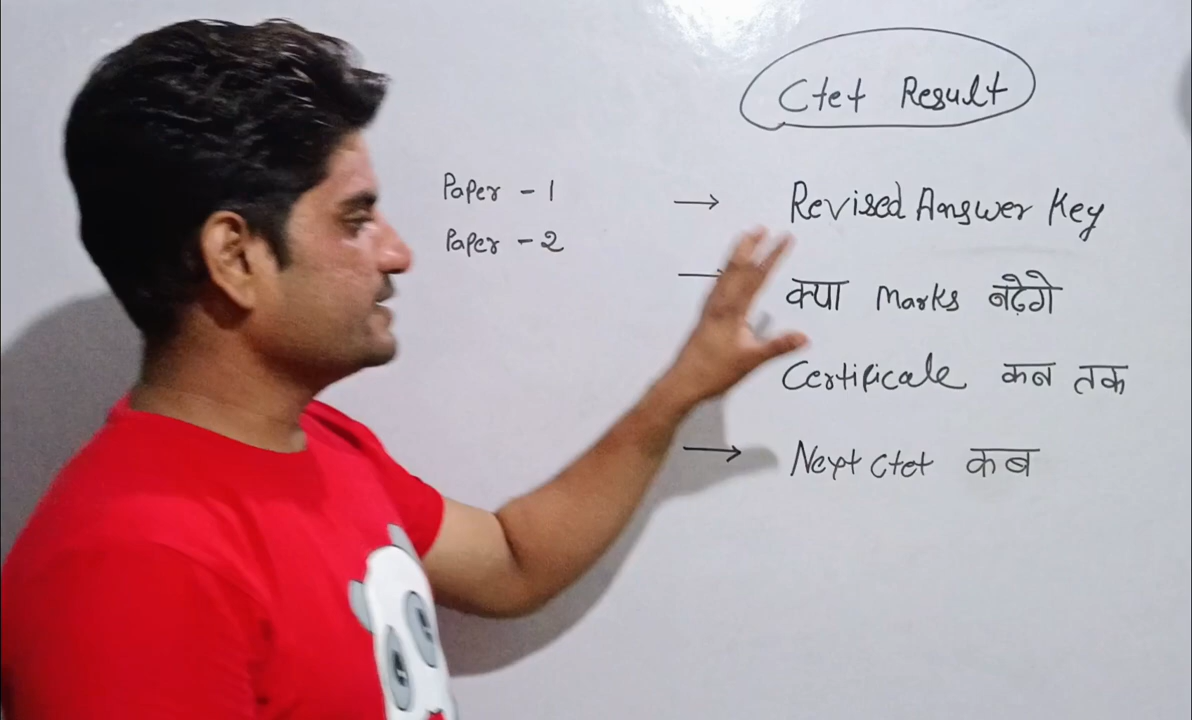 Ctet Result
Paper - 1
Paper - 2
→ Revised Answer Key
→ क्या Marks बढ़ेगे
Certificate कब तक
→ Next Ctet कब